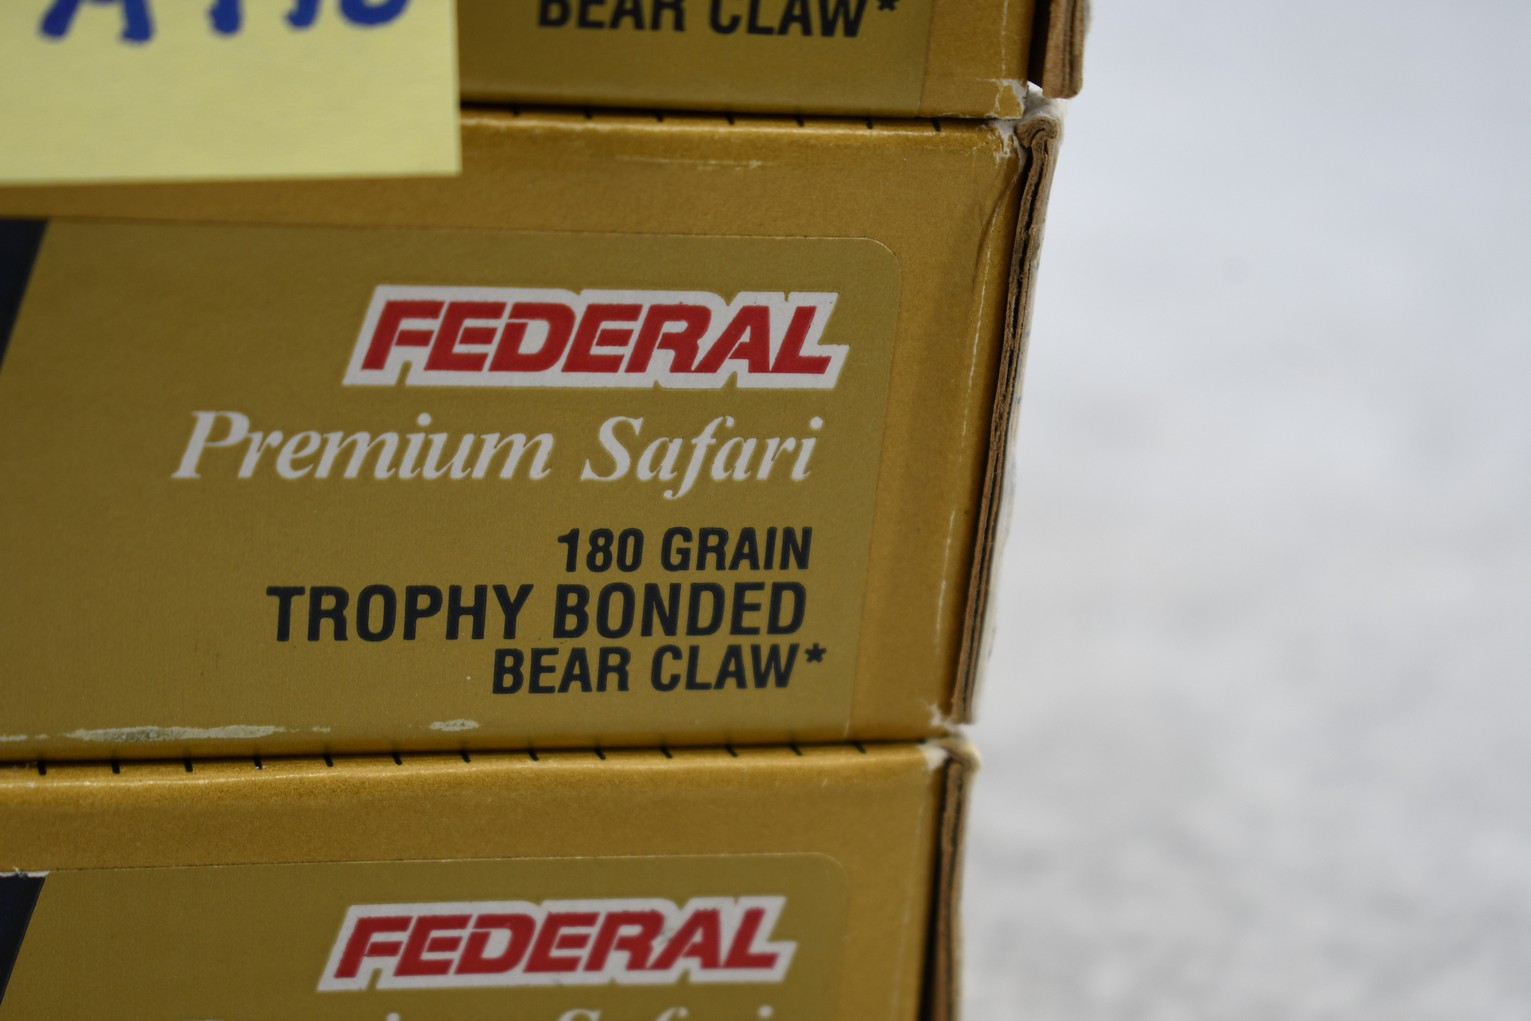 BEAR CLAW*
FEDERAL
Premium Safari
180 GRAIN
TROPHY BONDED
BEAR CLAW*
FEDERAL